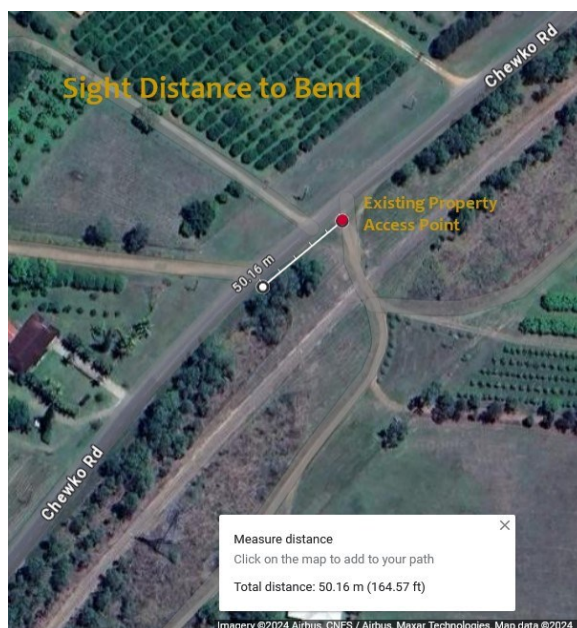 Chewko Rd
Sight Distance to Bend
Existing Property
Access Point
50.16 m
Chewko Rd
Measure distance
Click on the map to add to your path
Total distance: 50.16 m (164.57 ft)
Imagery ©2024 Airbus, CNES / Airbus, Maxar Technologies, Map data ©2024